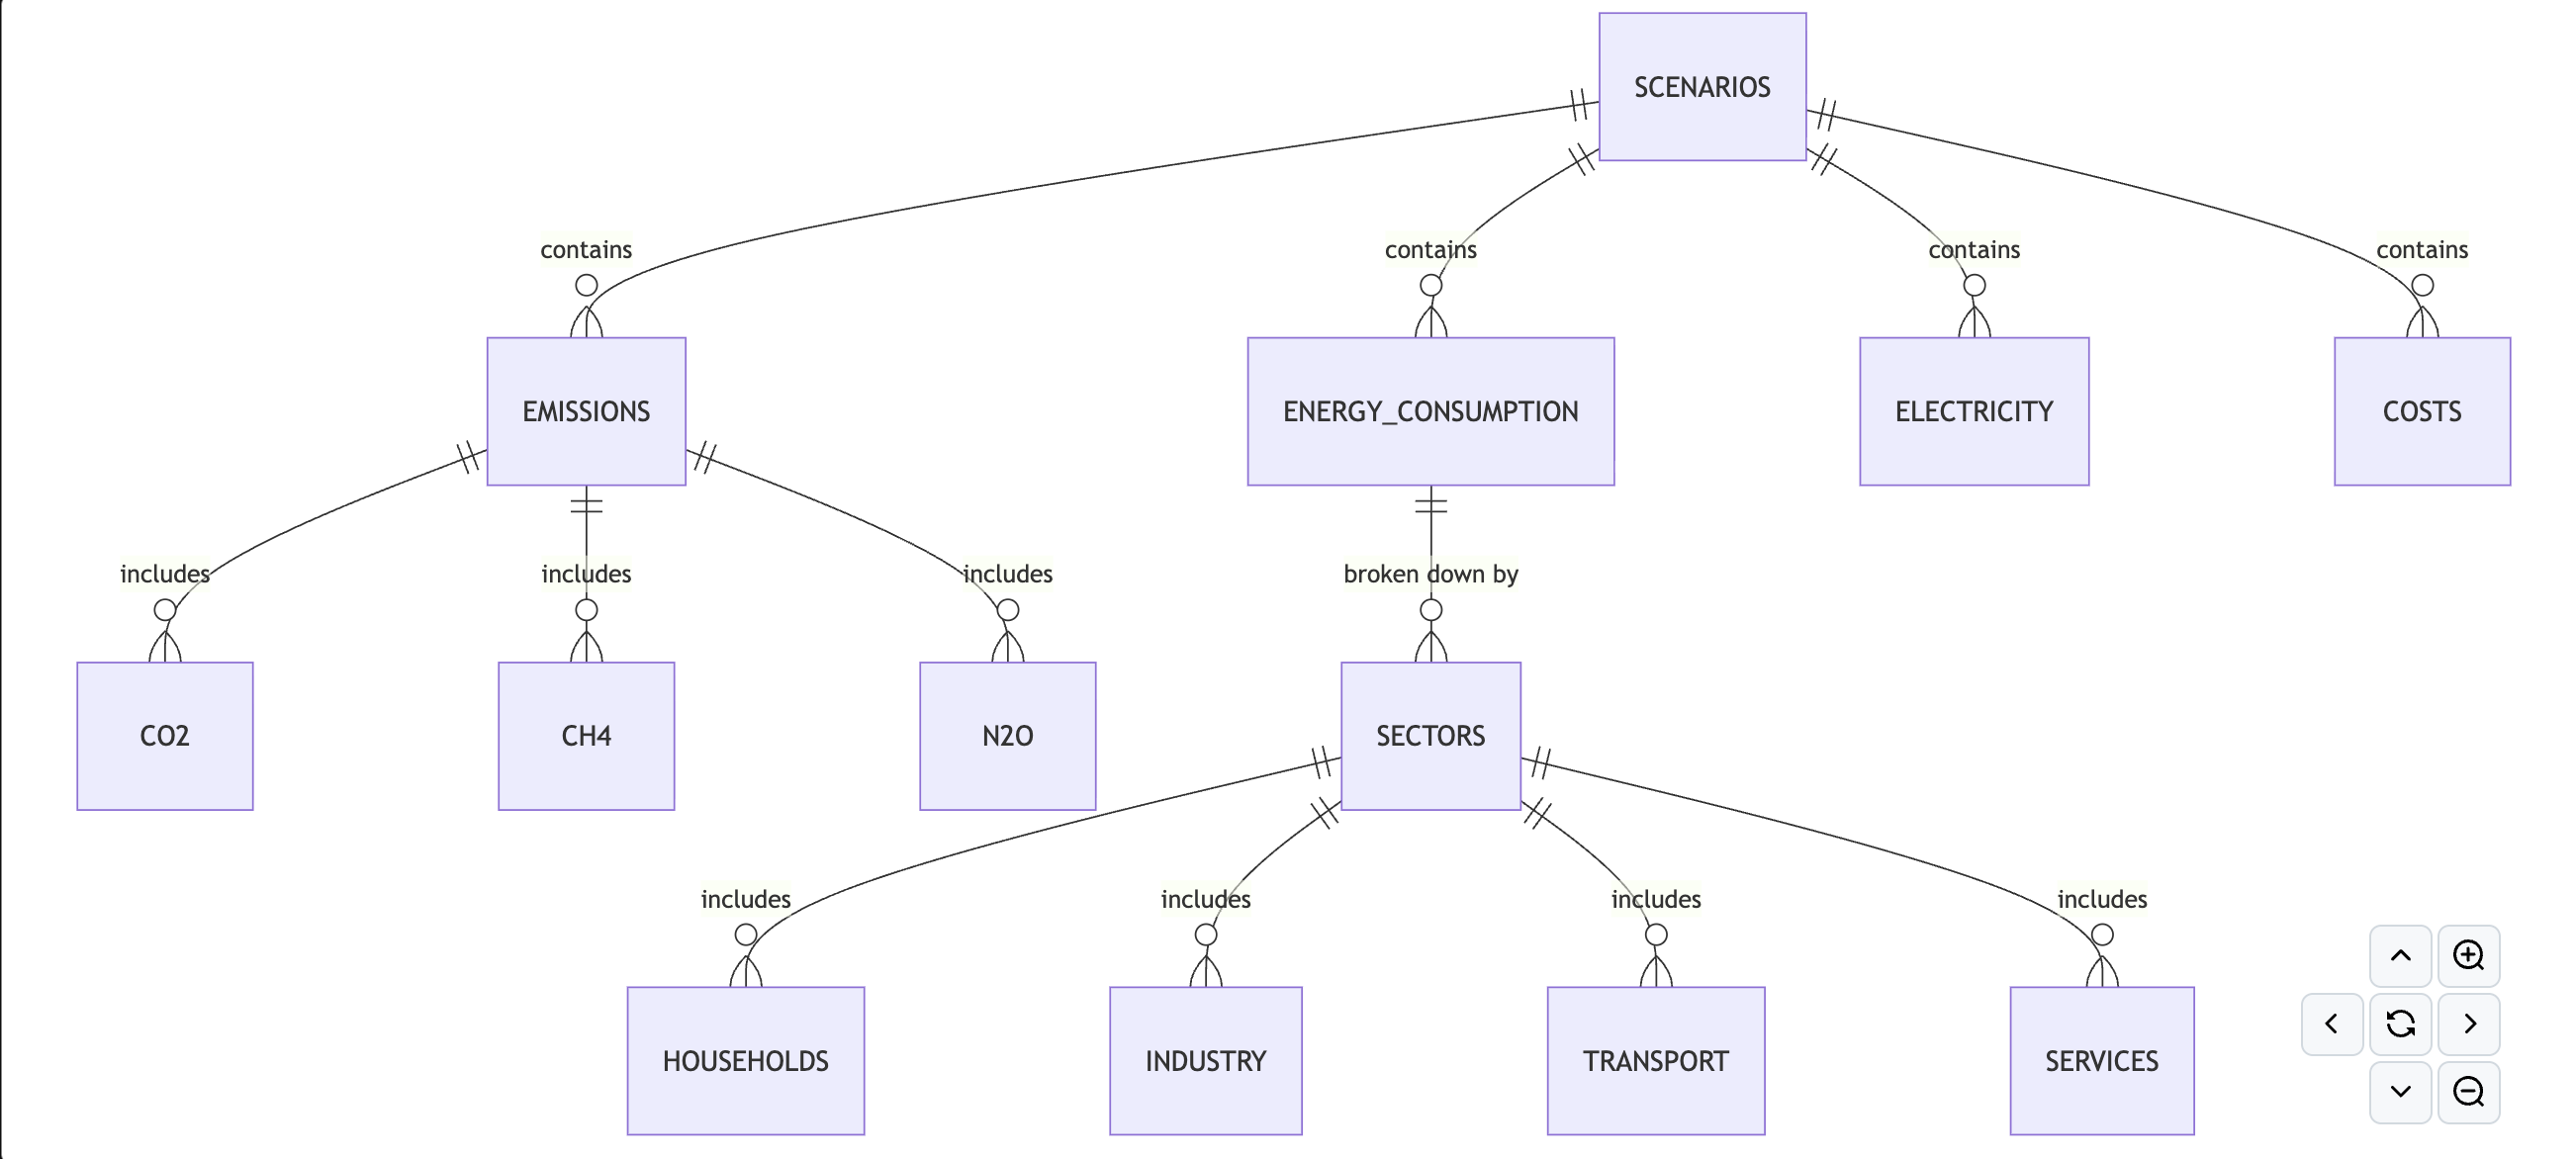 SCENARIOS
contains
contains
contains
contains
EMISSIONS
ENERGY_CONSUMPTION
ELECTRICITY
COSTS
includes
includes
includes
broken down by
CO2
CH4
N2O
SECTORS
includes
includes
includes
includes
HOUSEHOLDS
INDUSTRY
TRANSPORT
SERVICES